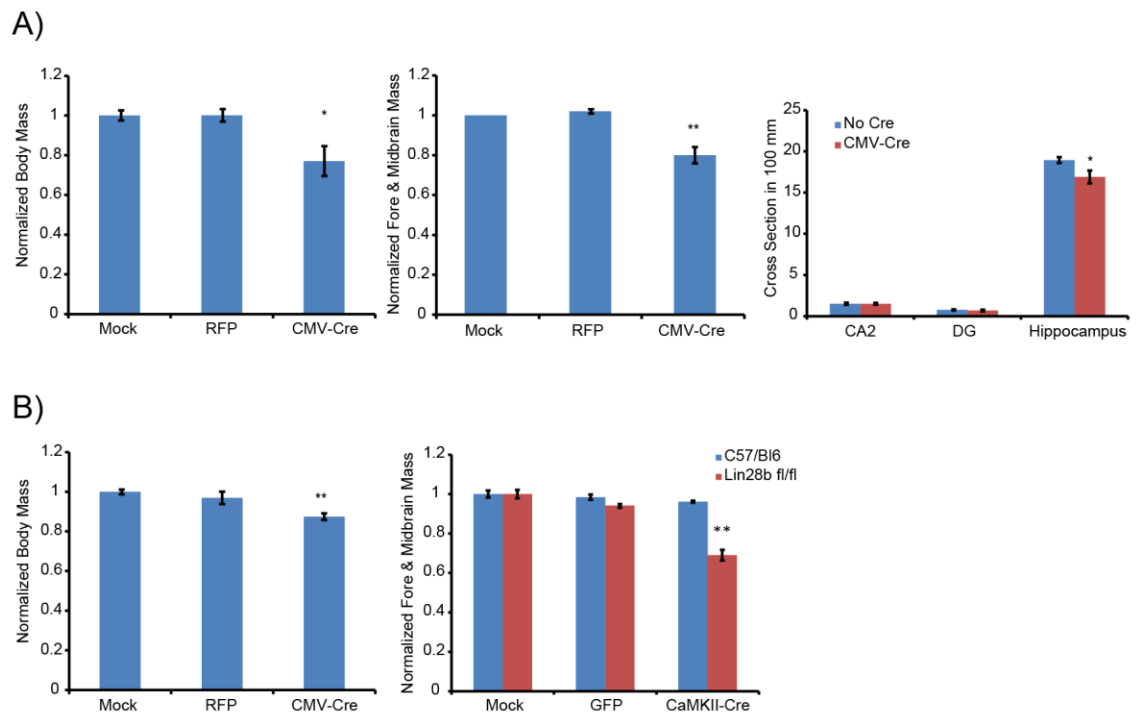 A)
Normalized Body Mass
1.2
1
0.8
0.6
0.4
0.2
0
Mock RFP CMV-Cre
*
Normalized Fore & Midbrain Mass
1.2
1
0.8
0.6
0.4
0.2
0
Mock RFP CMV-Cre
**
Cross Section in 100 mm
25
20
15
10
5
0
No Cre
CMV-Cre
*
CA2 DG Hippocampus
B)
Normalized Body Mass
1.2
1
0.8
0.6
0.4
0.2
0
Mock RFP CMV-Cre
**
Normalized Fore & Midbrain Mass
1.2
1
0.8
0.6
0.4
0.2
0
C57/Bl6
Lin28b fl/fl
**
Mock GFP CaMKII-Cre